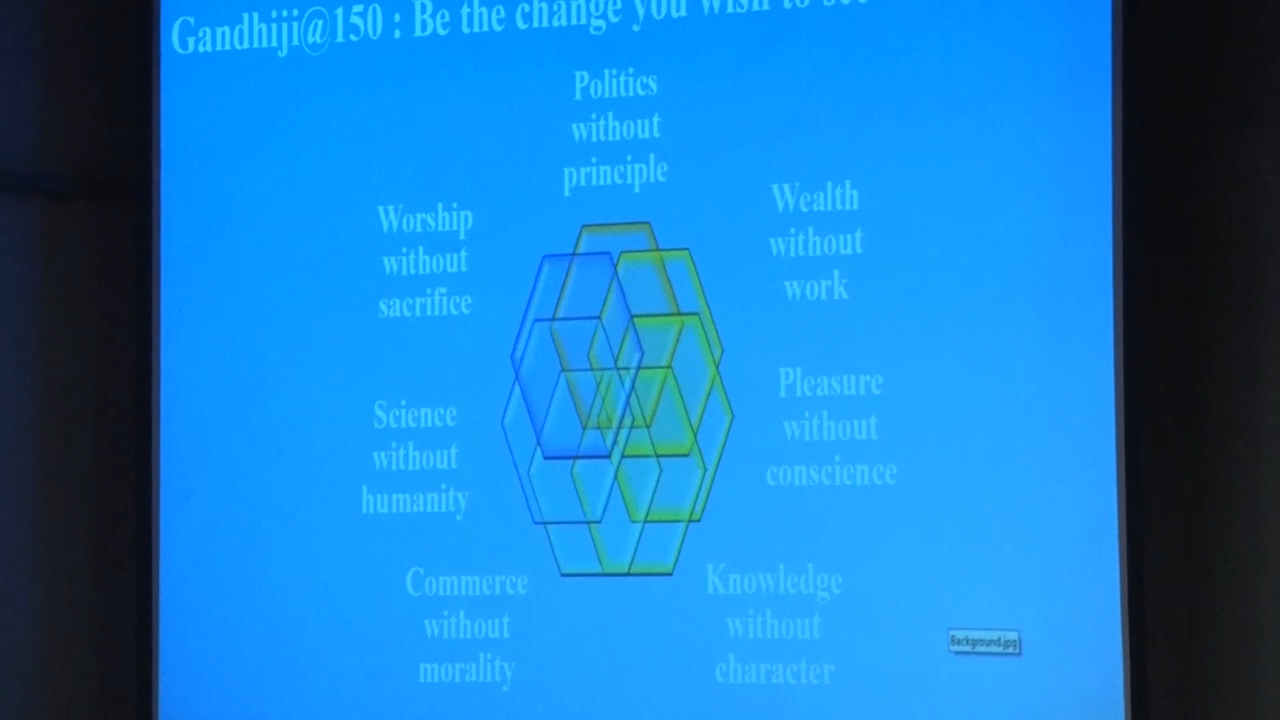 Gandhiji@150 : Be the change you wish to see
Politics
without
principle
Wealth
without
work
Pleasure
without
conscience
Knowledge
without
character
Commerce
without
morality
Science
without
humanity
Worship
without
sacrifice
Background.jpg